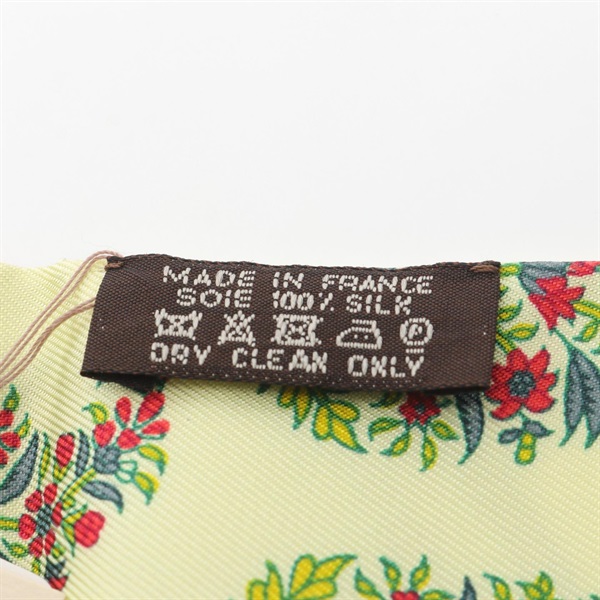 MADE IN FRANCE
SOIE 100% SILK
DRY CLEAN ONLY